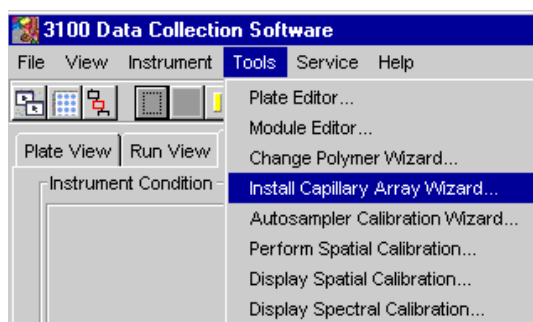 3100 Data Collection Software
File View Instrument Tools Service Help
Plate Editor...
Module Editor...
Change Polymer Wizard...
Install Capillary Array Wizard...
Autosampler Calibration Wizard...
Perform Spatial Calibration...
Display Spatial Calibration...
Display Spectral Calibration...
Plate View Run View
Instrument Condition